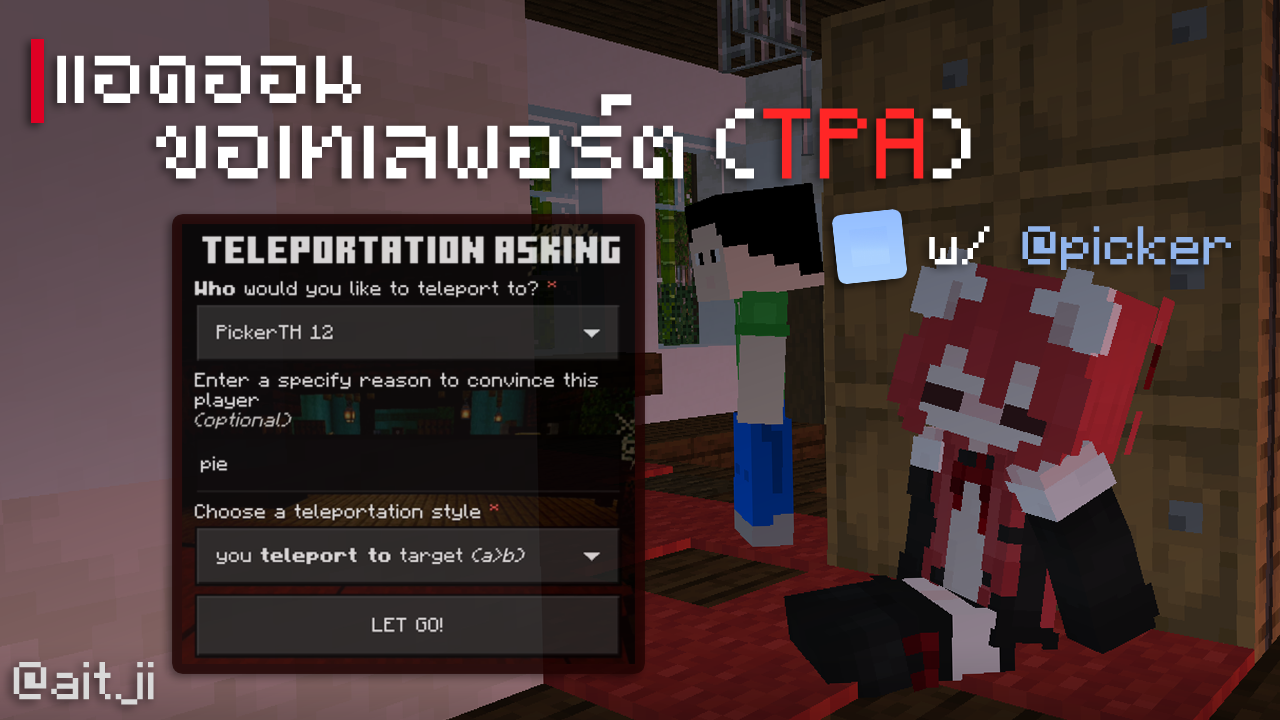 แอดออน
ขอเทเลพอร์ต (TPA)
w/ @picker
TELEPORTATION ASKING
Who would you like to teleport to? *
PickerTH 12
Enter a specify reason to convince this
player
(optional)
pie
Choose a teleportation style *
you teleport to target (a>b)
LET GO!
@ait_ji